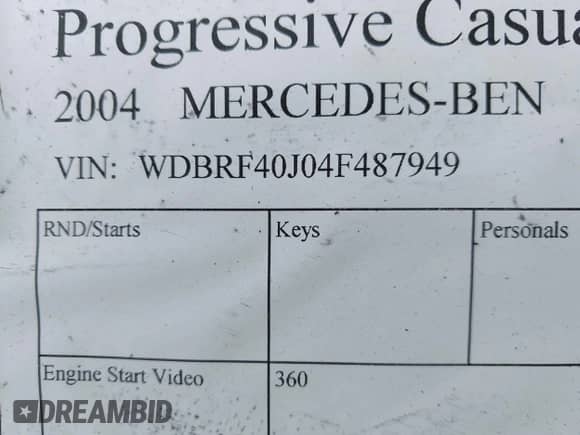 Progressive Casua
2004 MERCEDES-BEN
VIN: WDBRF40J04F487949
RND/Starts Keys Personals
Engine Start Video 360
DREAMBID